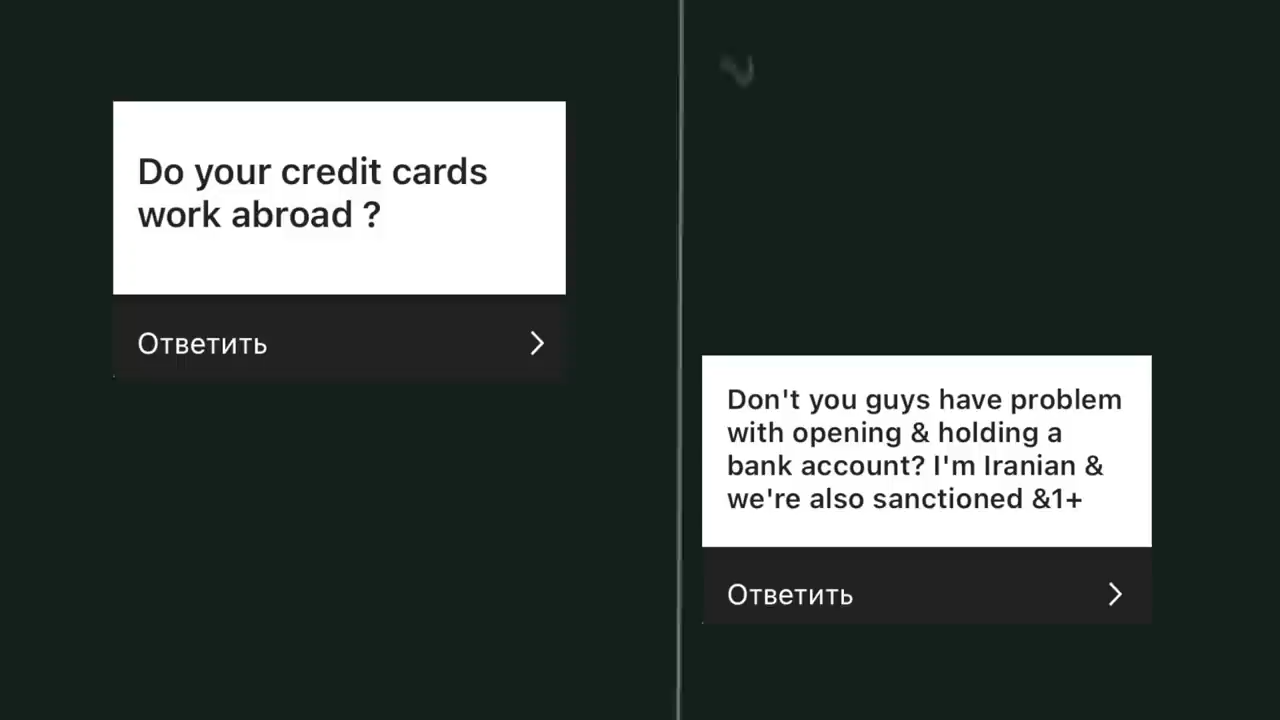 Do your credit cards
work abroad ?
Ответить
Don't you guys have problem
with opening & holding a
bank account? I'm Iranian &
we're also sanctioned &1+
Ответить